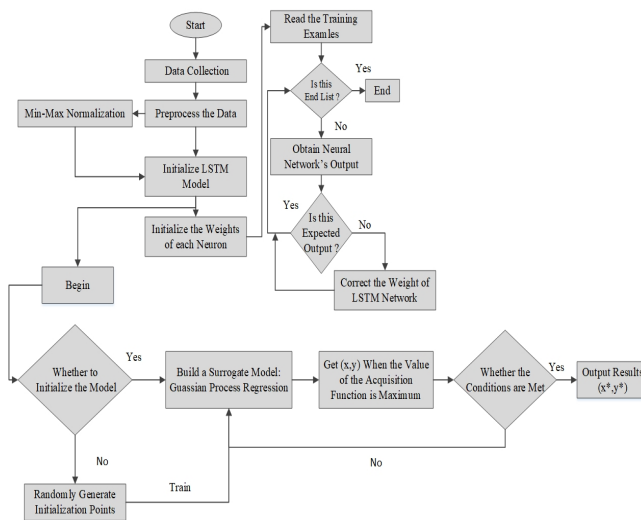 Start
Data Collection
Preprocess the Data
Min-Max Normalization
Initialize LSTM
Model
Initialize the Weights
of each Neuron
Read the Training
Examles
Is this
End List ?
Yes
End
No
Obtain Neural
Network's Output
Is this
Expected
Output ?
Yes
No
Correct the Weight of
LSTM Network
Begin
Whether to
Initialize the Model
Yes
No
Randomly Generate
Initialization Points
Train
Build a Surrogate Model:
Guassian Process Regression
Get (x,y) When the Value
of the Acquisition
Function is Maximum
Whether the
Conditions are Met
Yes
No
Output Results
(x*,y*)